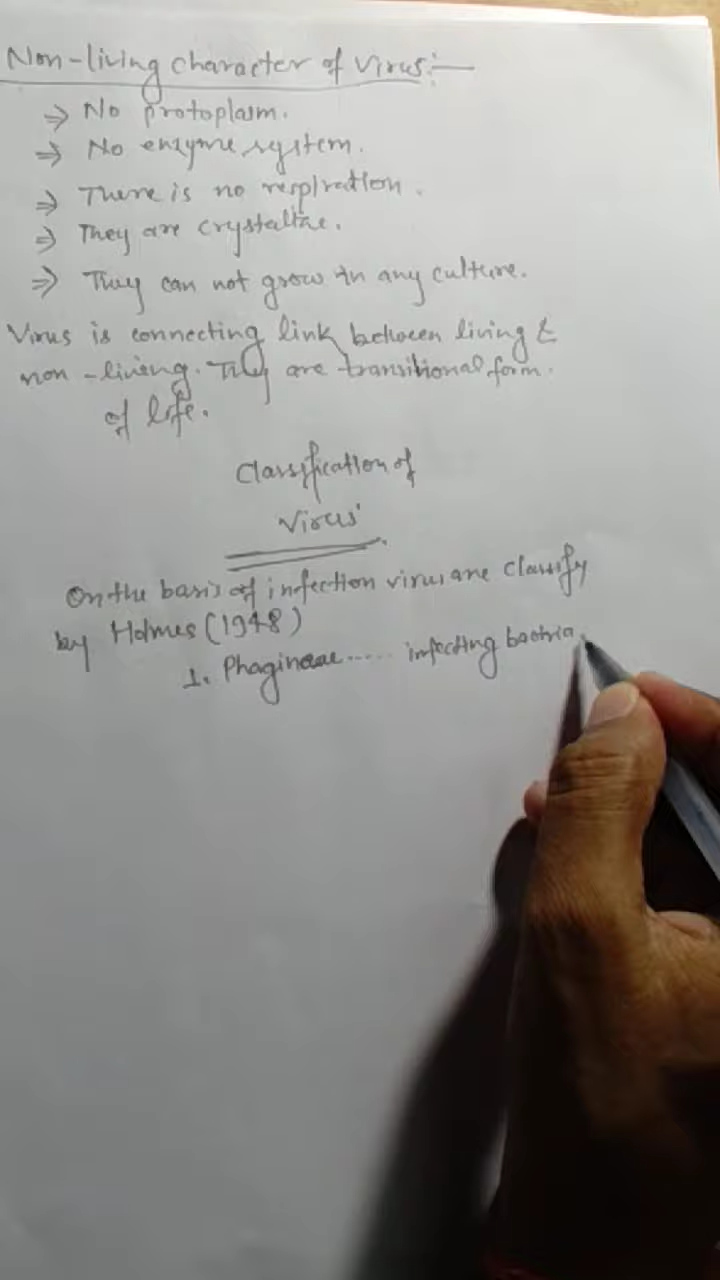 Non-living character of Virus:—
⇒ No protoplasm.
⇒ No enzyme system.
⇒ There is no respiration.
⇒ They are crystallize.
⇒ They can not grow in any culture.
Virus is connecting link between living &
non-living. They are transitional form.
of life.
Classification of
Virus
On the basis of infection virus are classify
by Holmes (1948)
1. Phagineae..... infecting bactria